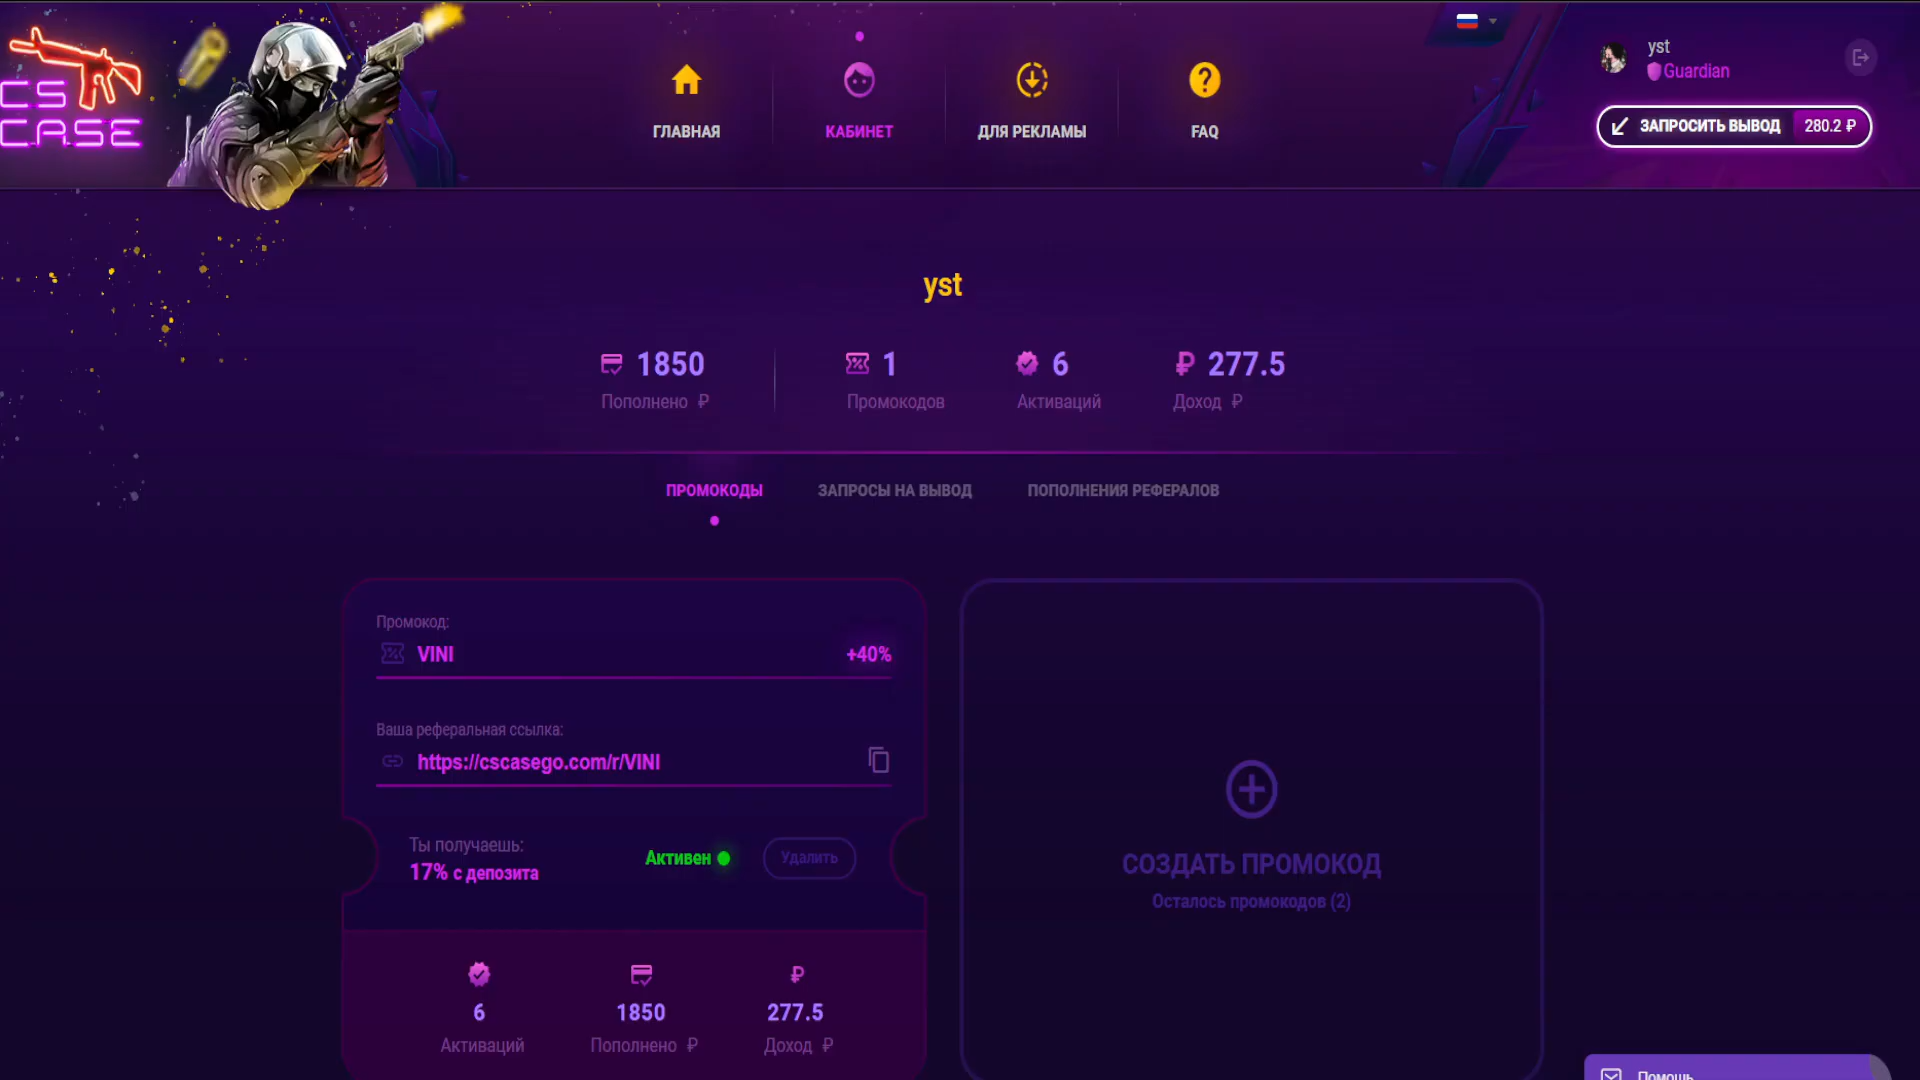 CS
CASE
ГЛАВНАЯ
КАБИНЕТ
ДЛЯ РЕКЛАМЫ
FAQ
yst
Guardian
ЗАПРОСИТЬ ВЫВОД 280.2 ₽
yst
1850
Пополнено ₽
1
Промокодов
6
Активаций
₽ 277.5
Доход ₽
ПРОМОКОДЫ
ЗАПРОСЫ НА ВЫВОД
ПОПОЛНЕНИЯ РЕФЕРАЛОВ
Промокод:
VINI +40%
Ваша реферальная ссылка:
https://cscasego.com/r/VINI
Ты получаешь:
17% с депозита
Активен
Удалить
6
Активаций
1850
Пополнено ₽
₽
277.5
Доход ₽
СОЗДАТЬ ПРОМОКОД
Осталось промокодов (2)
Помощь